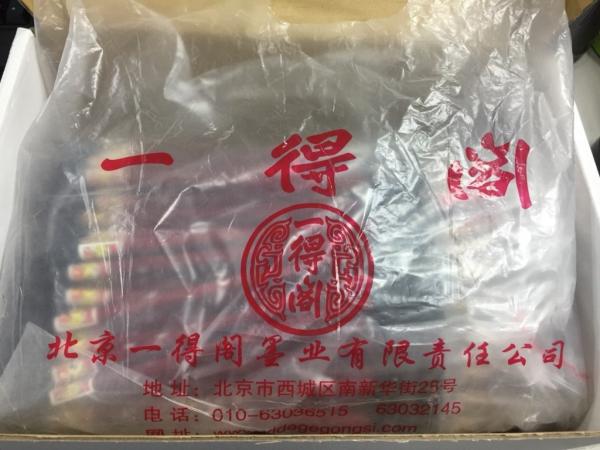 一得阁
一得阁
北京一得阁墨业有限责任公司
地址：北京市西城区南新华街25号
电话：010-63036515 63032145
网址：